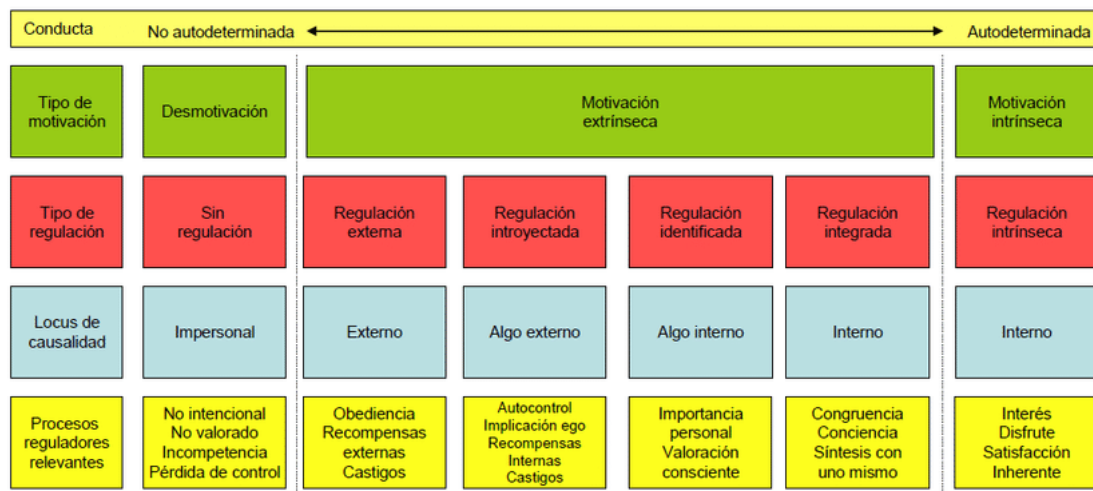 Conducta
No autodeterminada
Autodeterminada
Tipo de
motivación
Desmotivación
Motivación
extrínseca
Motivación
intrínseca
Tipo de
regulación
Sin
regulación
Regulación
externa
Regulación
introyectada
Regulación
identificada
Regulación
integrada
Regulación
intrínseca
Locus de
causalidad
Impersonal
Externo
Algo externo
Algo interno
Interno
Interno
Procesos
reguladores
relevantes
No intencional
No valorado
Incompetencia
Pérdida de control
Obediencia
Recompensas
externas
Castigos
Autocontrol
Implicación ego
Recompensas
Internas
Castigos
Importancia
personal
Valoración
consciente
Congruencia
Conciencia
Síntesis con
uno mismo
Interés
Disfrute
Satisfacción
Inherente